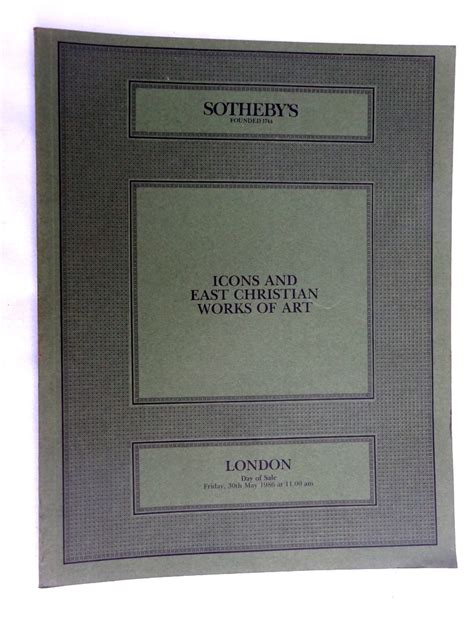 SOTHEBY'S
FOUNDED 1744
ICONS AND
EAST CHRISTIAN
WORKS OF ART
LONDON
Day of Sale
Friday, 30th May 1986 at 11.00 am